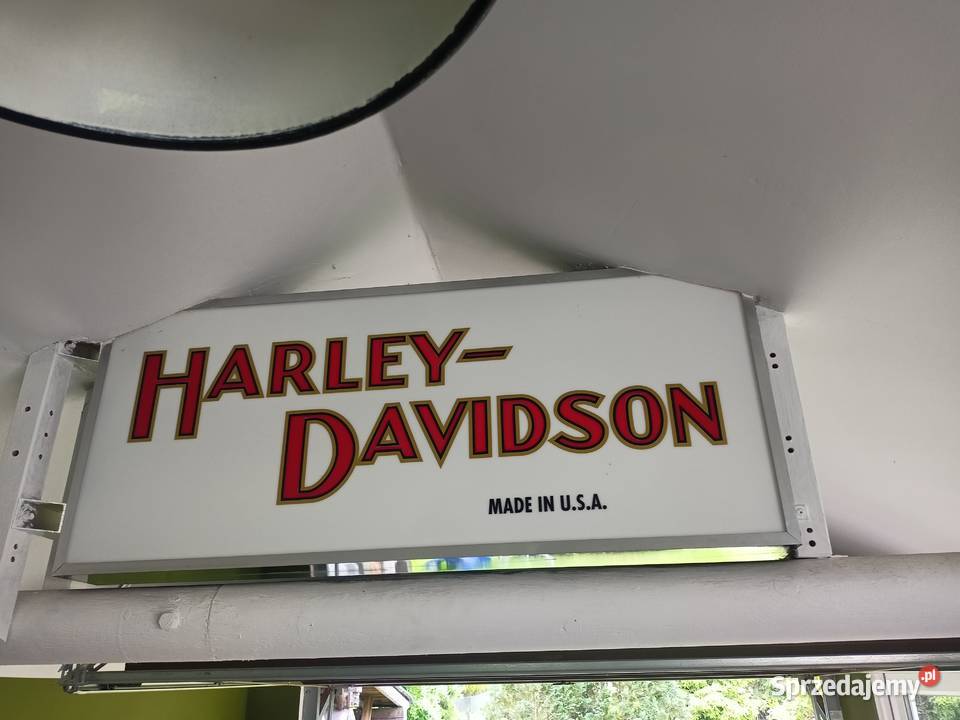 HARLEY-
DAVIDSON
MADE IN U.S.A.
Sprzedajemy.pl